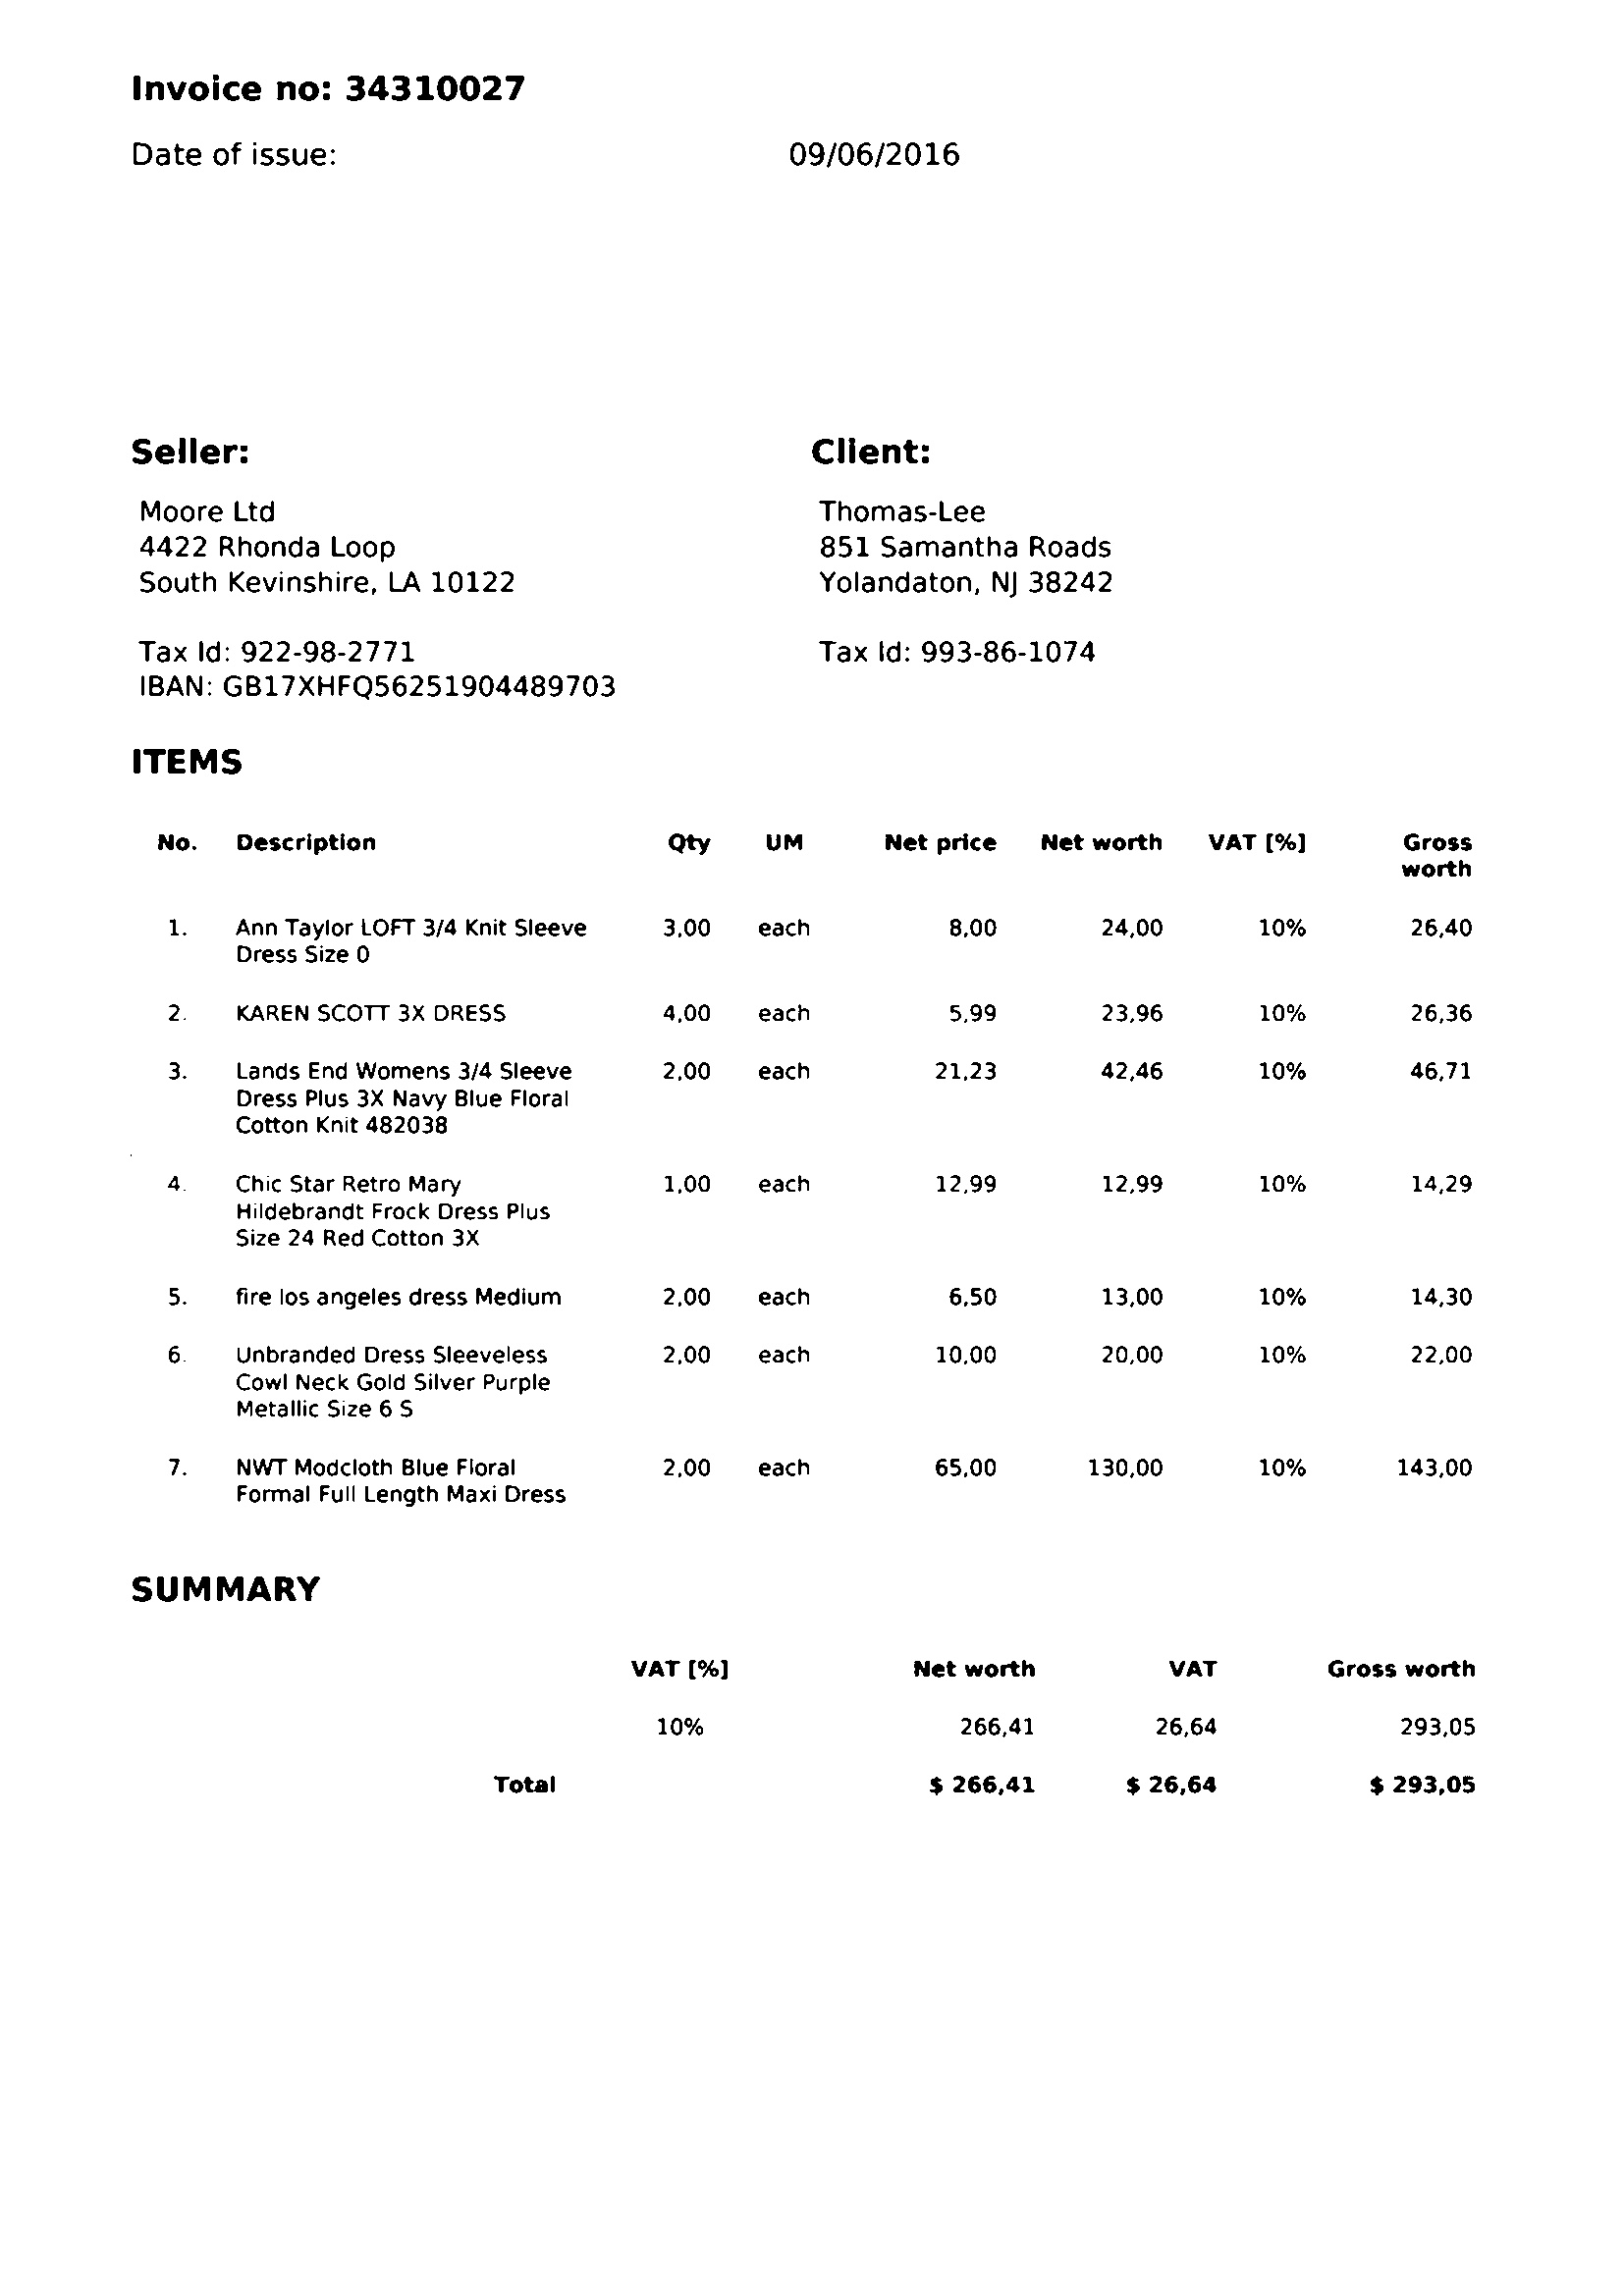 Invoice no: 34310027
Date of issue: 09/06/2016
Seller: Client:
Moore Ltd Thomas-Lee
4422 Rhonda Loop 851 Samantha Roads
South Kevinshire, LA 10122 Yolandaton, NJ 38242
Tax Id: 922-98-2771 Tax Id: 993-86-1074
IBAN: GB17XHFQ56251904489703
ITEMS
No. Description Qty UM Net price Net worth VAT [%] Gross
worth
1. Ann Taylor LOFT 3/4 Knit Sleeve 3,00 each 8,00 24,00 10% 26,40
Dress Size 0
2. KAREN SCOTT 3X DRESS 4,00 each 5,99 23,96 10% 26,36
3. Lands End Womens 3/4 Sleeve 2,00 each 21,23 42,46 10% 46,71
Dress Plus 3X Navy Blue Floral
Cotton Knit 482038
4. Chic Star Retro Mary 1,00 each 12,99 12,99 10% 14,29
Hildebrandt Frock Dress Plus
Size 24 Red Cotton 3X
5. fire los angeles dress Medium 2,00 each 6,50 13,00 10% 14,30
6. Unbranded Dress Sleeveless 2,00 each 10,00 20,00 10% 22,00
Cowl Neck Gold Silver Purple
Metallic Size 6 S
7. NWT Modcloth Blue Floral 2,00 each 65,00 130,00 10% 143,00
Formal Full Length Maxi Dress
SUMMARY
VAT [%] Net worth VAT Gross worth
10% 266,41 26,64 293,05
Total $ 266,41 $ 26,64 $ 293,05